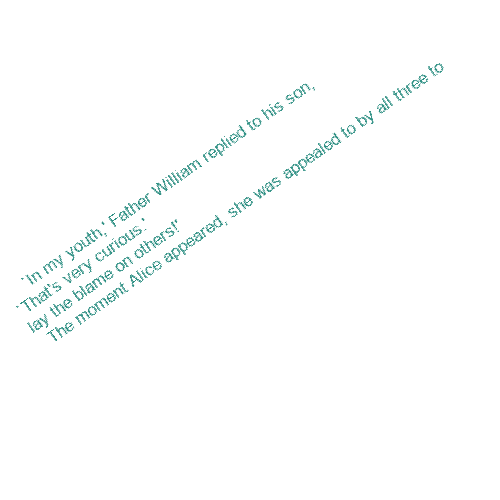 `In my youth,' Father William replied to his son,
`That's very curious.'
lay the blame on others!'
The moment Alice appeared, she was appealed to by all three to